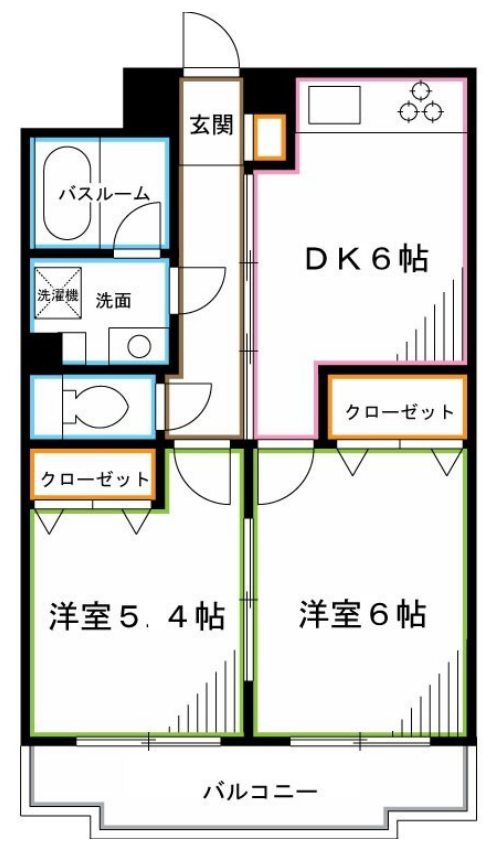 玄関
バスルーム
DK6帖
洗濯機
洗面
クローゼット
クローゼット
洋室5.4帖
洋室6帖
バルコニー